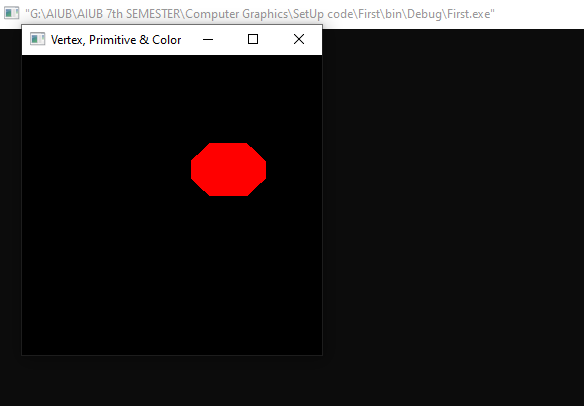 "G:\AIUB\AIUB 7th SEMESTER\Computer Graphics\SetUp code\First\bin\Debug\First.exe"
Vertex, Primitive & Color